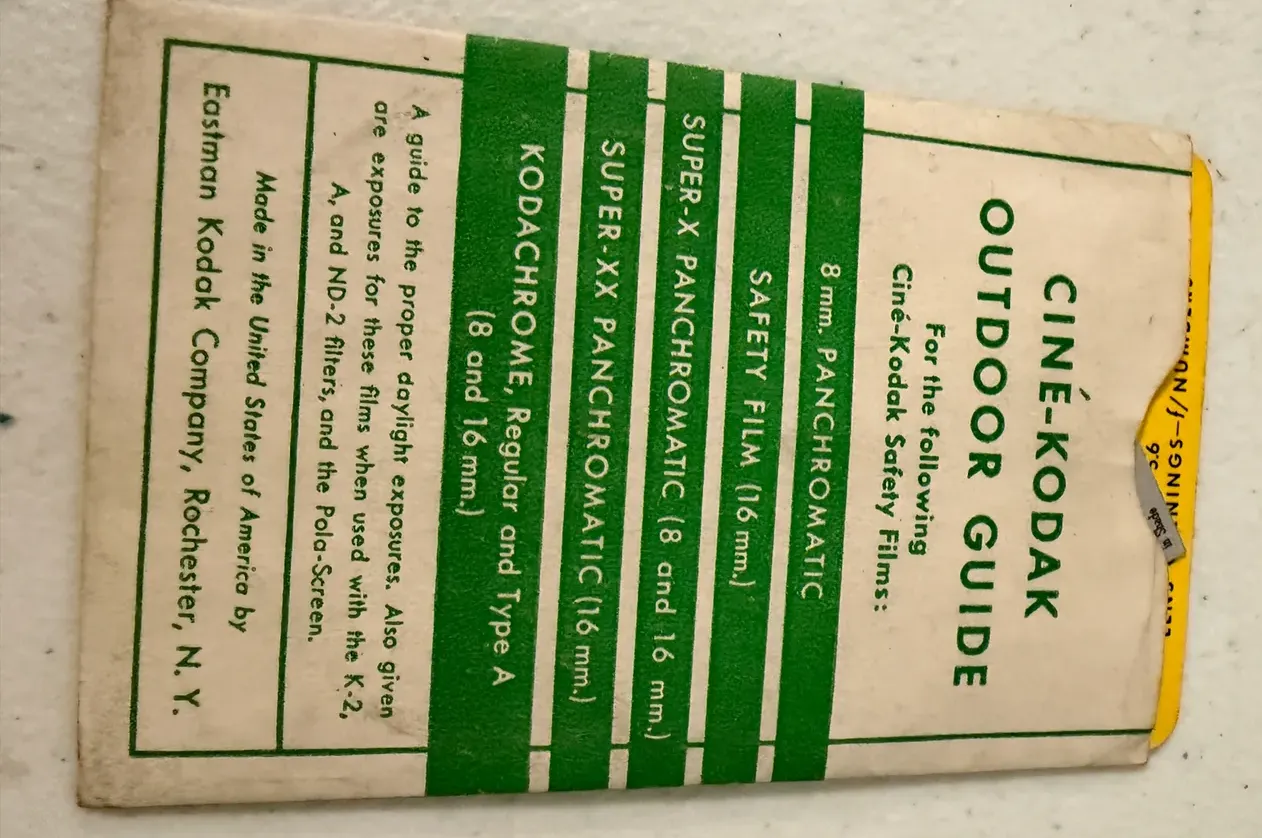 CINÉ-KODAK
OUTDOOR GUIDE
For the following
Ciné-Kodak Safety Films:
8 mm. PANCHROMATIC
SAFETY FILM (16 mm.)
SUPER-X PANCHROMATIC (8 and 16 mm.)
SUPER-XX PANCHROMATIC (16 mm.)
KODACHROME, Regular and Type A
(8 and 16 mm.)
A guide to the proper daylight exposures. Also given
are exposures for these films when used with the K-2,
A, and ND-2 filters, and the Pola-Screen.
Made in the United States of America by
Eastman Kodak Company, Rochester, N. Y.
in Shade